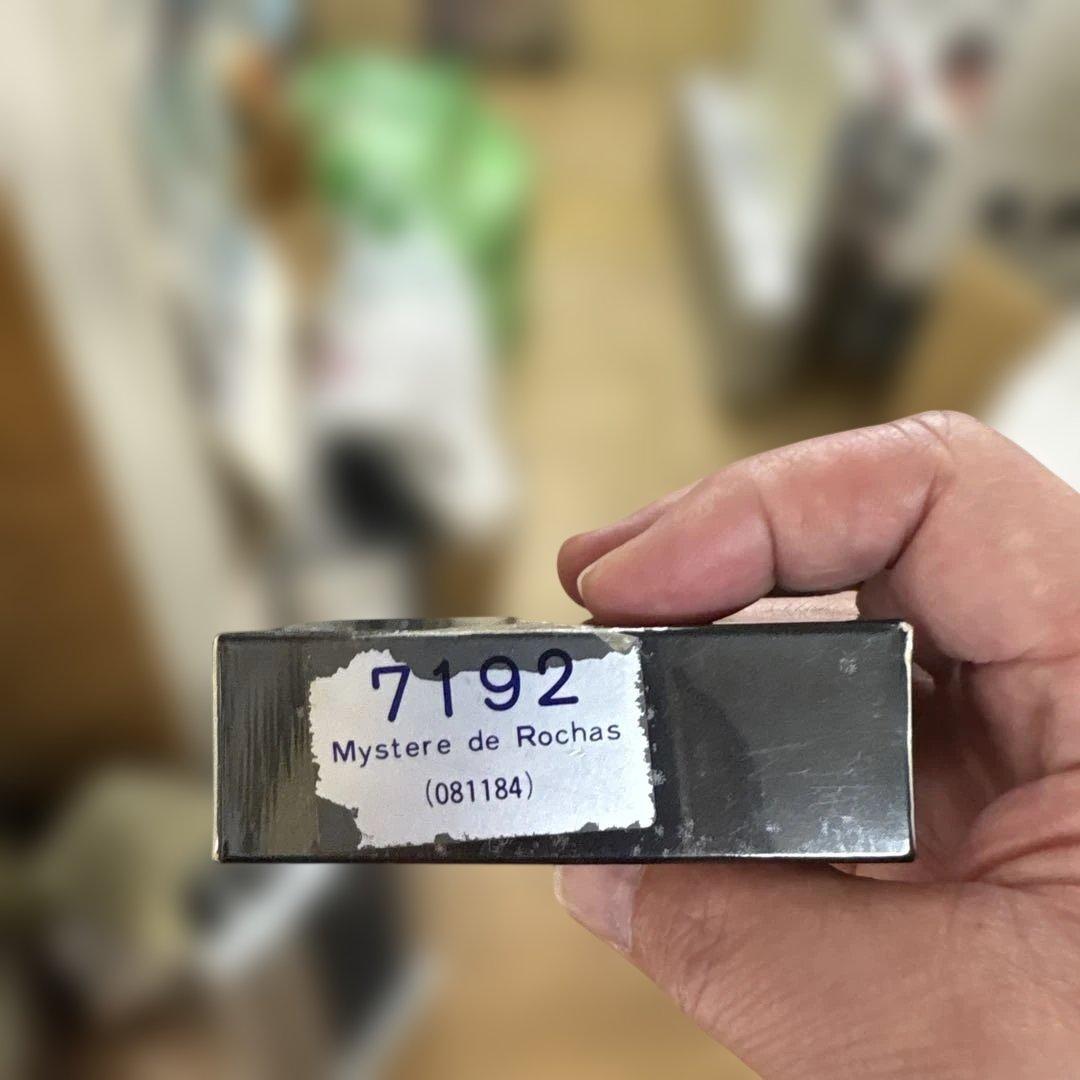 7192
Mystere de Rochas
(081184)